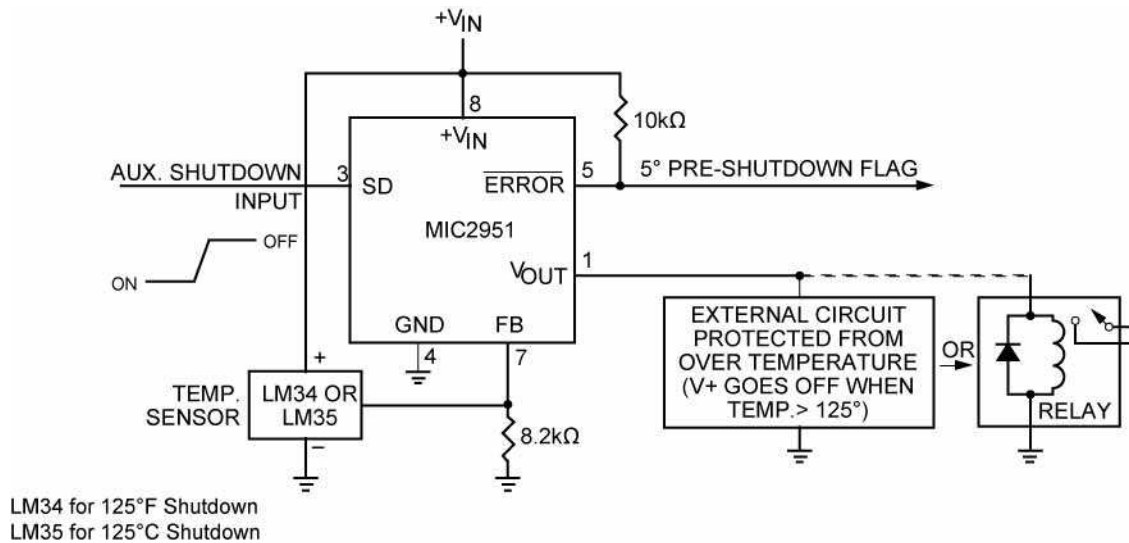 +VIN
8
+VIN
10kΩ
AUX. SHUTDOWN
INPUT
3
SD
ERROR
5
5° PRE-SHUTDOWN FLAG
MIC2951
OFF
ON
VOUT
1
GND
FB
4
7
EXTERNAL CIRCUIT
PROTECTED FROM
OVER TEMPERATURE
(V+ GOES OFF WHEN
TEMP.> 125°)
OR
RELAY
TEMP.
SENSOR
+
LM34 OR
LM35
–
8.2kΩ
LM34 for 125°F Shutdown
LM35 for 125°C Shutdown